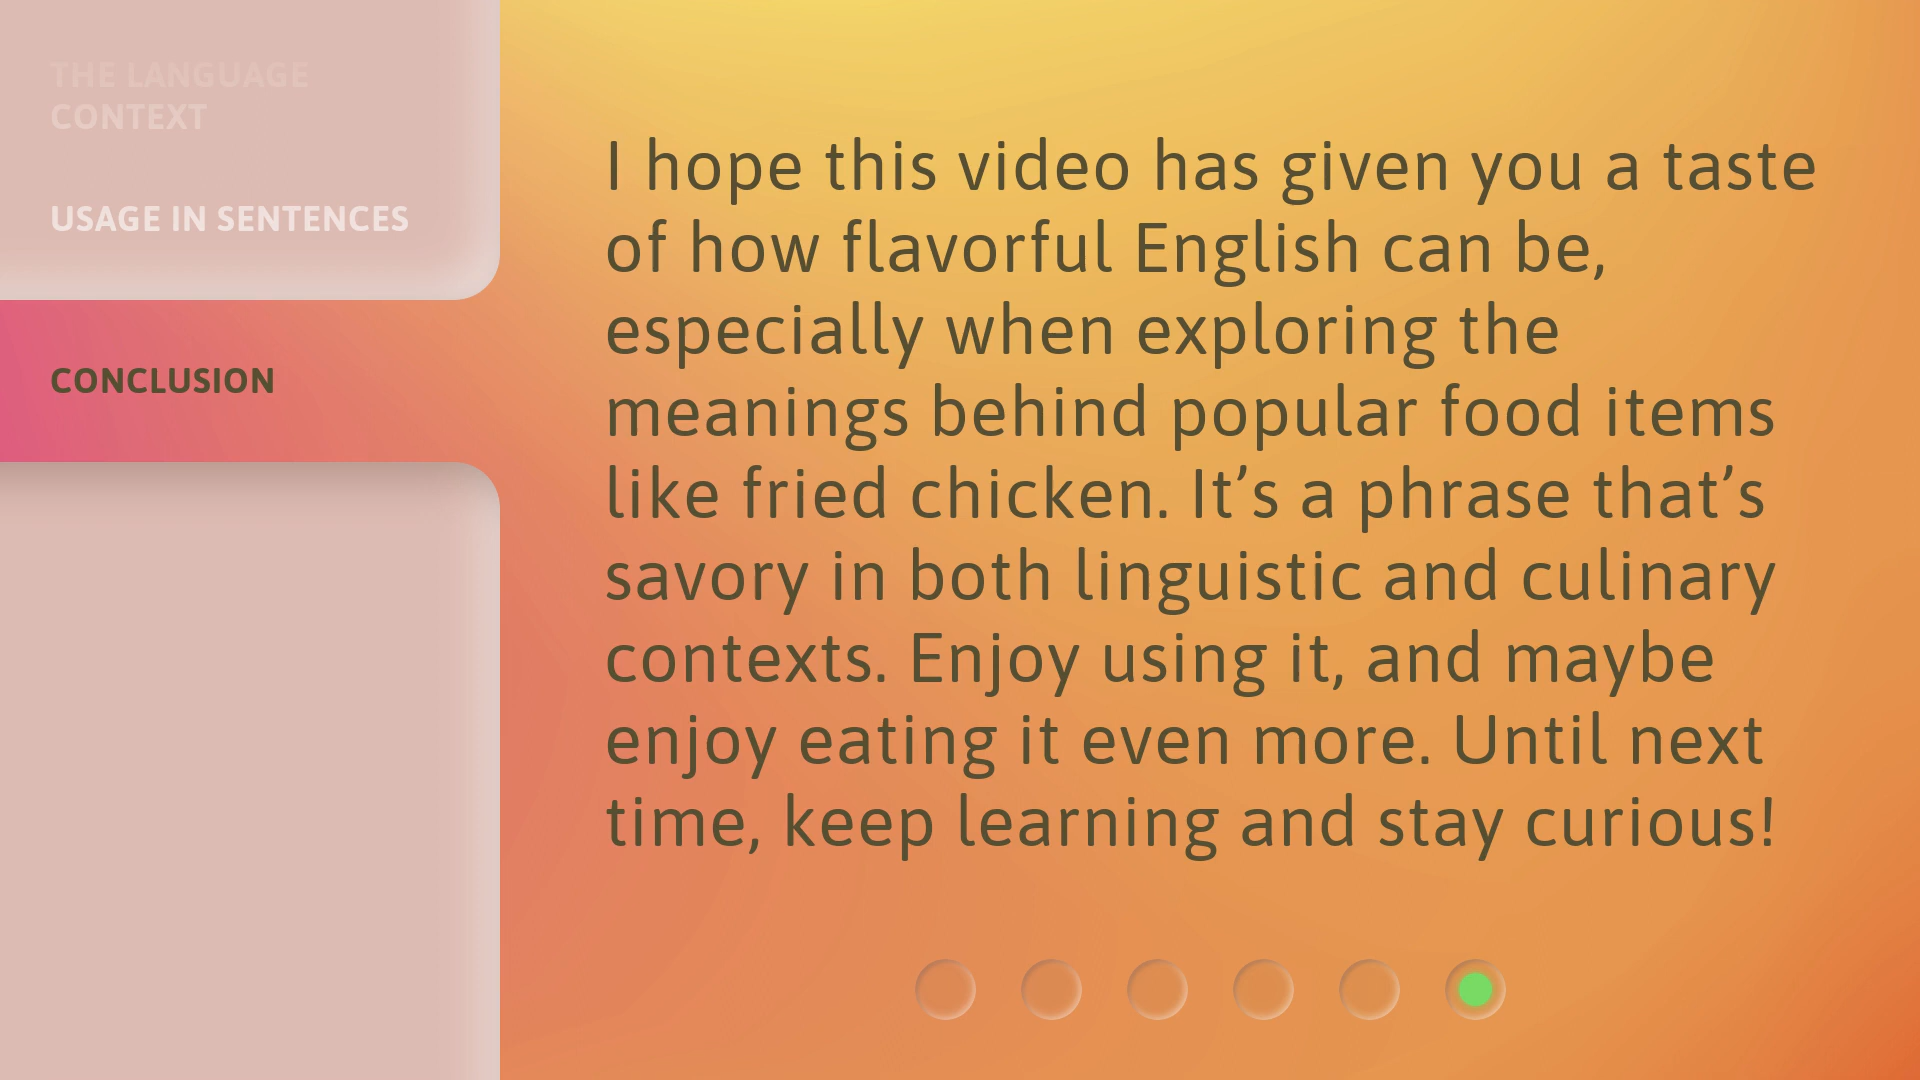 THE LANGUAGE
CONTEXT
USAGE IN SENTENCES
CONCLUSION
I hope this video has given you a taste
of how flavorful English can be,
especially when exploring the
meanings behind popular food items
like fried chicken. It’s a phrase that’s
savory in both linguistic and culinary
contexts. Enjoy using it, and maybe
enjoy eating it even more. Until next
time, keep learning and stay curious!